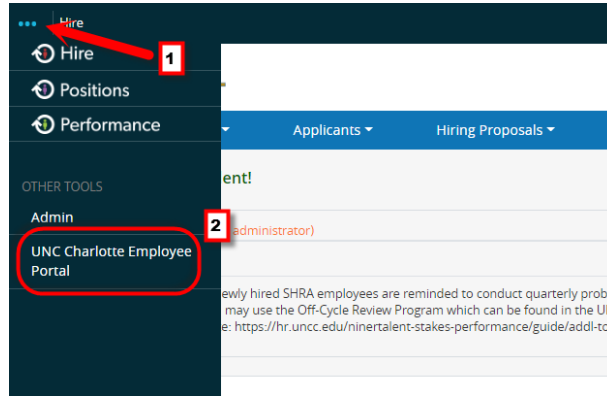 Hire
1
Hire
Positions
Performance
Applicants
Hiring Proposals
ent!
OTHER TOOLS
Admin
2
administrator)
UNC Charlotte Employee
Portal
ewly hired SHRA employees are reminded to conduct quarterly prob
may use the Off-Cycle Review Program which can be found in the
e: https://hr.uncc.edu/ninertalent-stakes-performance/guide/addl-to